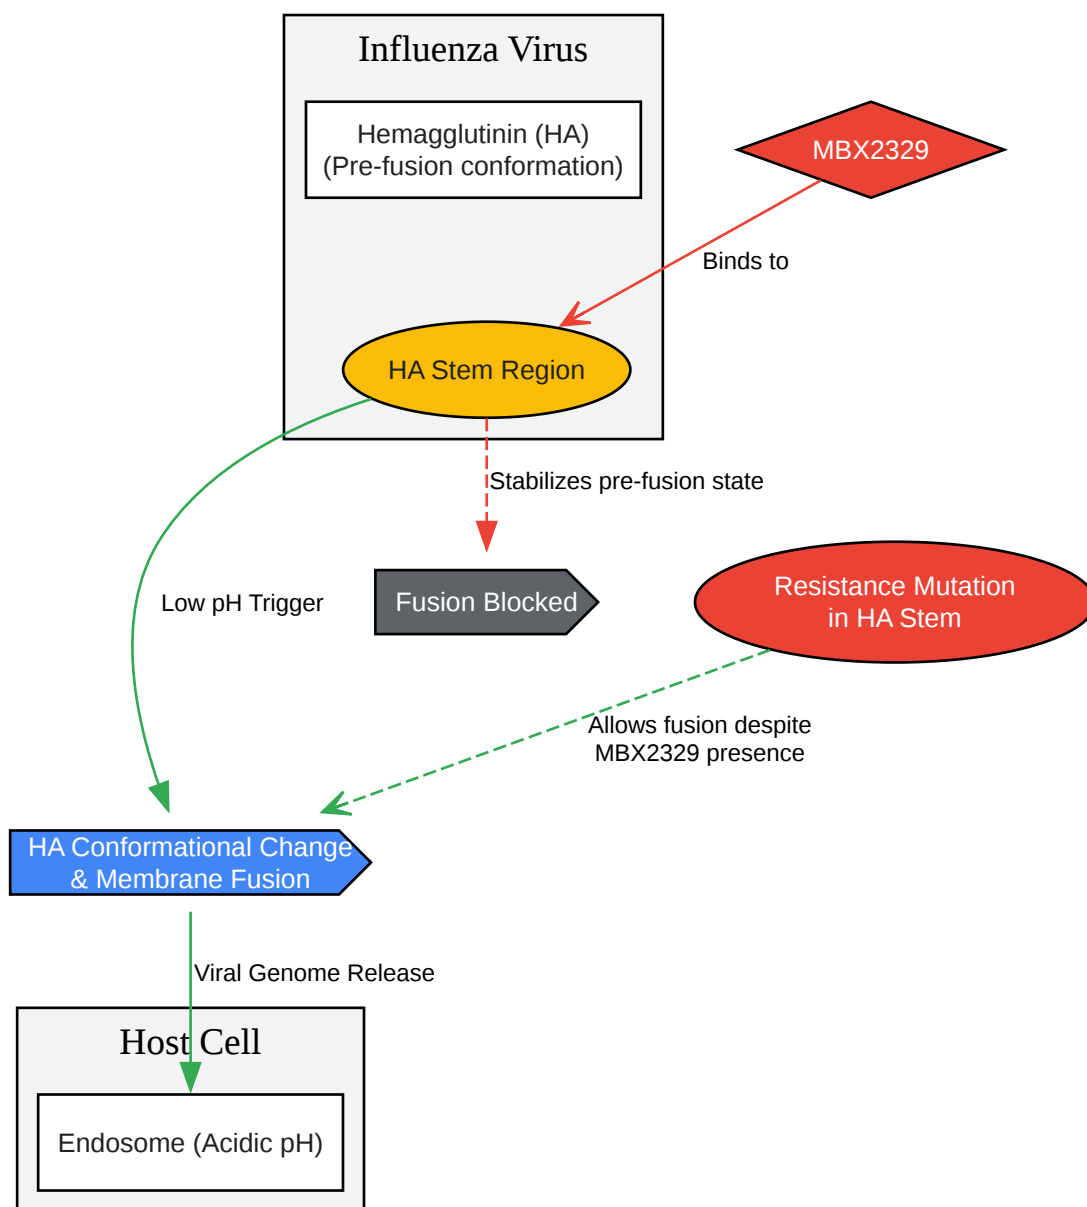 Influenza Virus
Hemagglutinin (HA)
(Pre-fusion conformation)
MBX2329
Binds to
HA Stem Region
Stabilizes pre-fusion state
Fusion Blocked
Resistance Mutation
in HA Stem
Low pH Trigger
Allows fusion despite
MBX2329 presence
HA Conformational Change
& Membrane Fusion
Viral Genome Release
Host Cell
Endosome (Acidic pH)